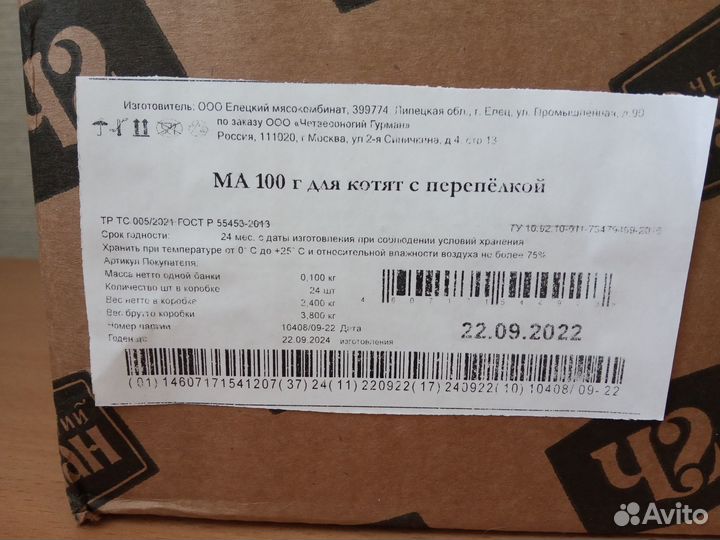 Изготовитель: ООО Елецкий мясокомбинат, 399774, Липецкая обл., г. Елец, ул. Промышленная, д.90
по заказу ООО «Четвероногий Гурман»
Россия, 111020, г Москва, ул 2-я Синичкина, д 4, стр 13
МА 100 г для котят с перепёлкой
ТР ТС 005/2021 ГОСТ Р 55453-2013
ТУ
Срок годности: 24 мес. с даты изготовления при соблюдении условий хранения
Хранить при температуре от 0° С до +25° С и относительной влажности воздуха не более 75%
Артикул Покупателя:
Масса нетто одной банки 0,100 кг
Количество шт в коробке 24 шт
Вес нетто в коробке 2,400 кг
Вес брутто коробки 3,800 кг
Номер партии 10408/09-22 Дата
Годен до 22.09.2024 изготовления
22.09.2022
(01)14607171541207(37)24(11)220922(17)240922(10)10408/09-22
ЧГ
Avito